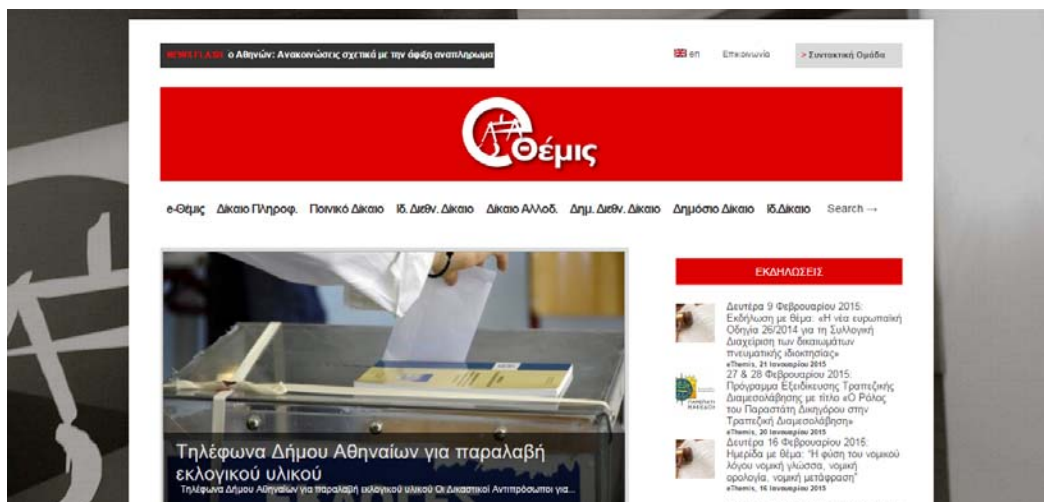 NEWS FLASH ο Αθηνών: Ανακοινώσεις σχετικά με την άφιξη αναπληρωμα
en Επικοινωνία > Συντακτική Ομάδα
e Θέμις
e-Θέμις Δίκαιο Πληροφ. Ποινικό Δίκαιο Ιδ. Διεθν. Δίκαιο Δίκαιο Αλλοδ. Δημ. Διεθν. Δίκαιο Δημόσιο Δίκαιο Ιδ.Δίκαιο Search →
Τηλέφωνα Δήμου Αθηναίων για παραλαβή
εκλογικού υλικού
Τηλέφωνα Δήμου Αθηναίων για παραλαβή εκλογικού υλικού Οι Δικαστικοί Αντιπρόσωποι για...
ΕΚΔΗΛΩΣΕΙΣ
Δευτέρα 9 Φεβρουαρίου 2015:
Εκδήλωση με θέμα: «Η νέα ευρωπαϊκή
Οδηγία 26/2014 για τη Συλλογική
Διαχείριση των δικαιωμάτων
πνευματικής ιδιοκτησίας»
eThemis, 21 Ιανουαρίου 2015
27 & 28 Φεβρουαρίου 2015:
Πρόγραμμα Εξειδίκευσης Τραπεζικής
Διαμεσολάβησης με τίτλο «Ο Ρόλος
του Παραστάτη Δικηγόρου στην
Τραπεζική Διαμεσολάβηση»
eThemis, 20 Ιανουαρίου 2015
Δευτέρα 16 Φεβρουαρίου 2015:
Ημερίδα με θέμα: "Η φύση του νομικού
λόγου νομική γλώσσα, νομική
ορολογία, νομική μετάφραση"
eThemis, 16 Ιανουαρίου 2015